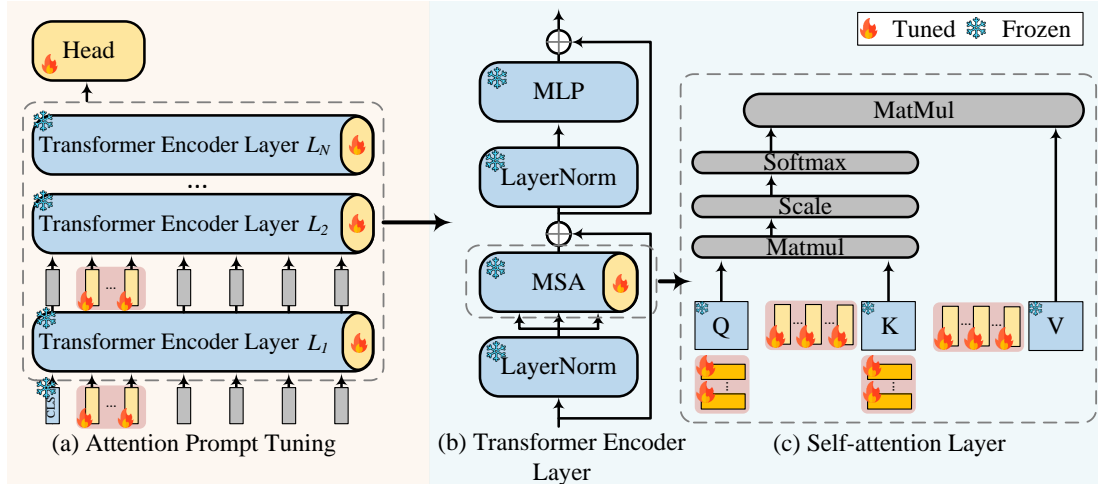 Head
Transformer Encoder Layer L_N
...
Transformer Encoder Layer L_2
...
Transformer Encoder Layer L_1
CLS
...
(a) Attention Prompt Tuning
MLP
LayerNorm
MSA
LayerNorm
(b) Transformer Encoder
Layer
Tuned Frozen
MatMul
Softmax
Scale
Matmul
Q
... ...
K
... ...
V
...
...
(c) Self-attention Layer